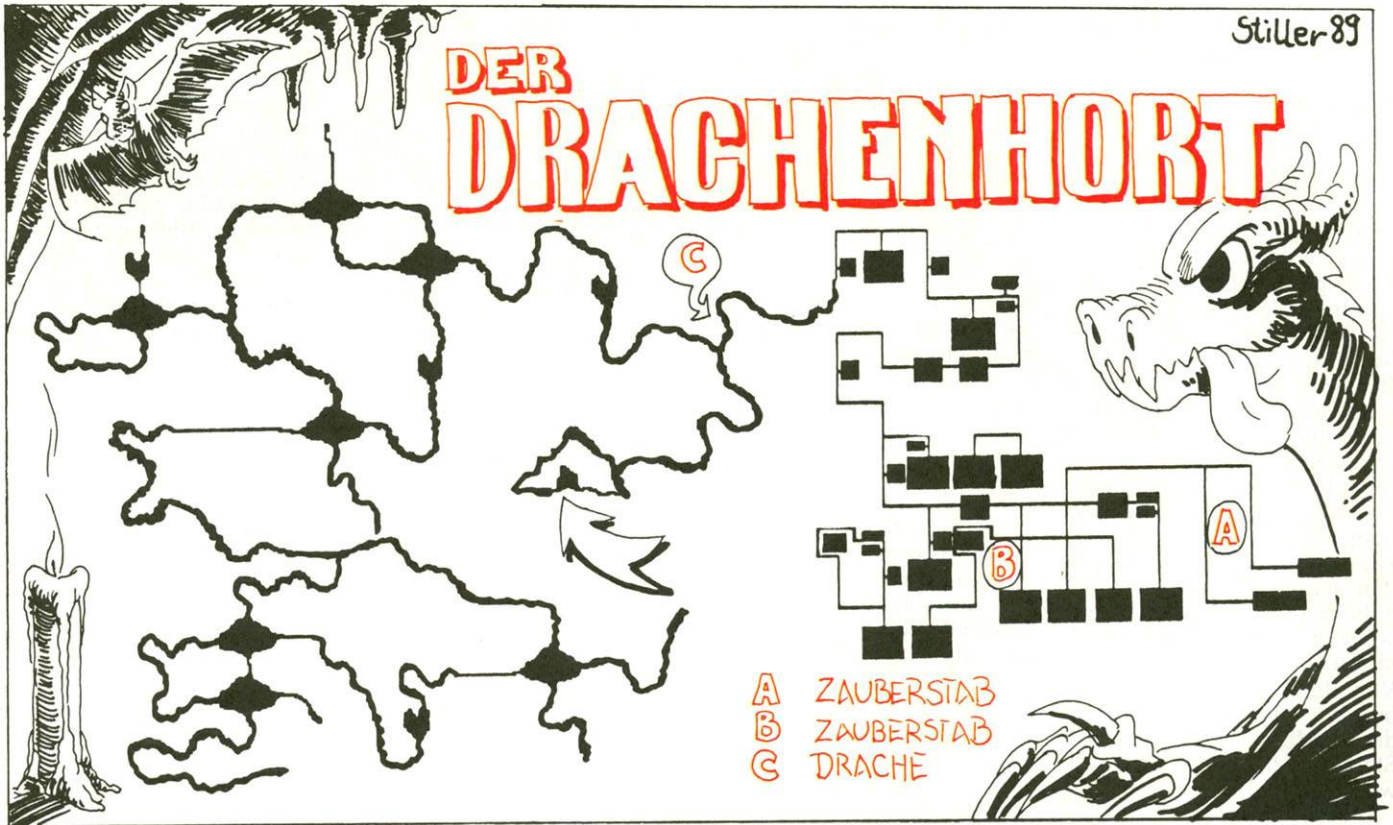 Stiller 89
DER
DRACHENHORT
C
A
B
A ZAUBERSTAB
B ZAUBERSTAB
C DRACHE